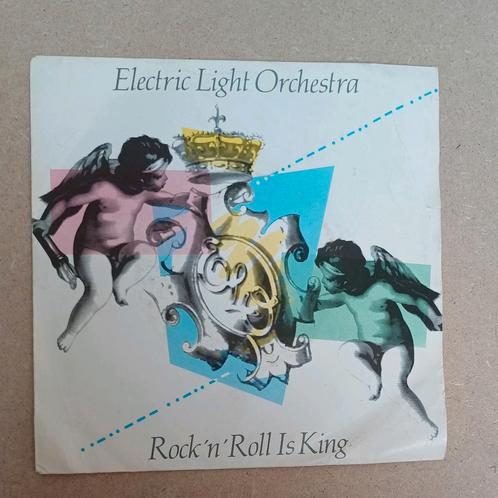 Electric Light Orchestra
Rock 'n' Roll Is King